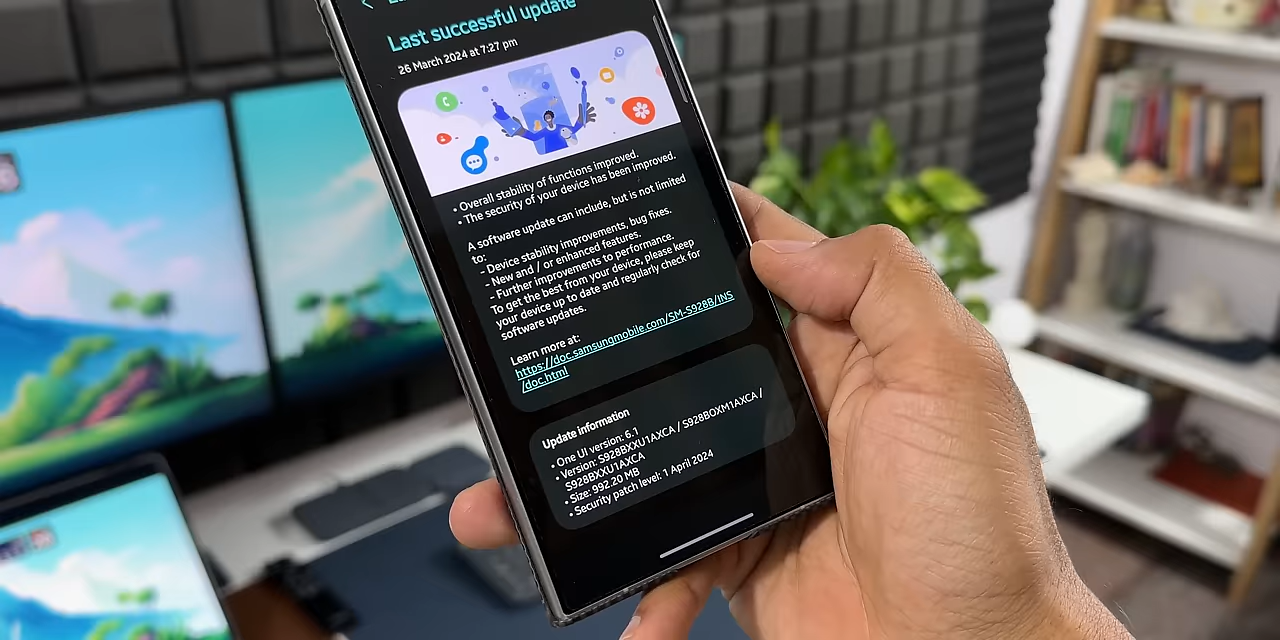 Last successful update
26 March 2024 at 7:27 pm
• Overall stability of functions improved.
• The security of your device has been improved.
A software update can include, but is not limited
to:
- Device stability improvements, bug fixes.
- New and / or enhanced features.
- Further improvements to performance.
To get the best from your device, please keep
your device up to date and regularly check for
software updates.
Learn more at:
https://doc.samsungmobile.com/SM-S928B/INS
/doc.html
Update information
• One UI version: 6.1
• Version: S928BXXU1AXCA / S928BOXM1AXCA /
S928BXXU1AXCA
• Size: 992.20 MB
• Security patch level: 1 April 2024